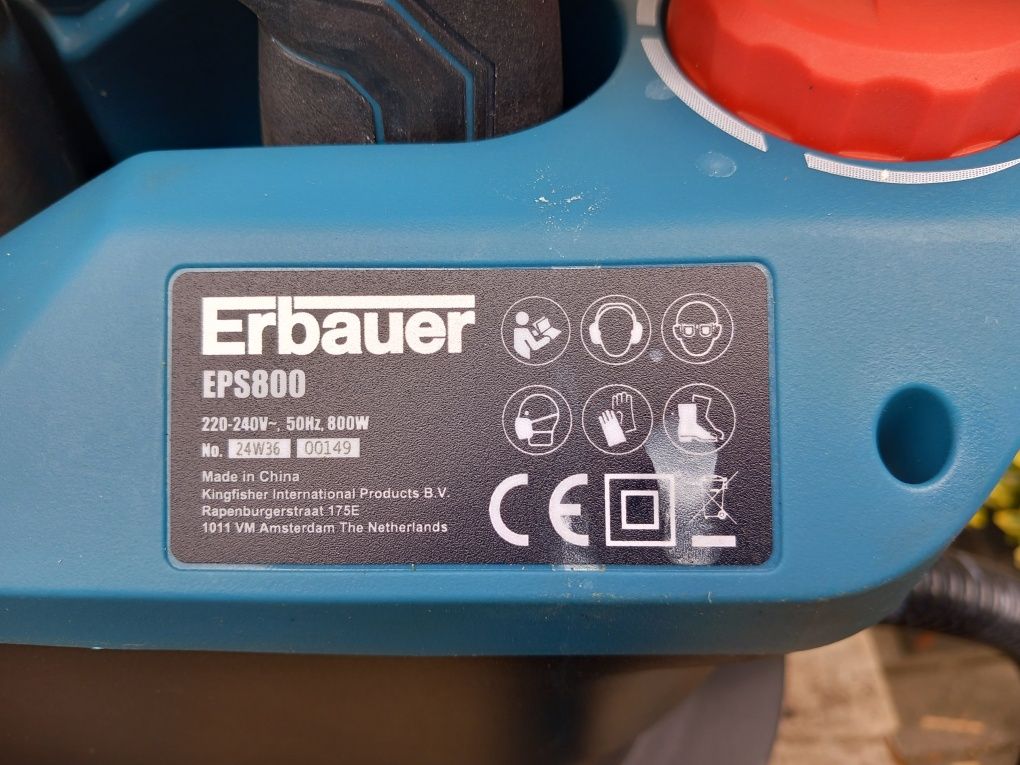 Erbauer
EPS800
220-240V~, 50Hz, 800W
No. 24W36 00149
Made in China
Kingfisher International Products B.V.
Rapenburgerstraat 175E
1011 VM Amsterdam The Netherlands
CE